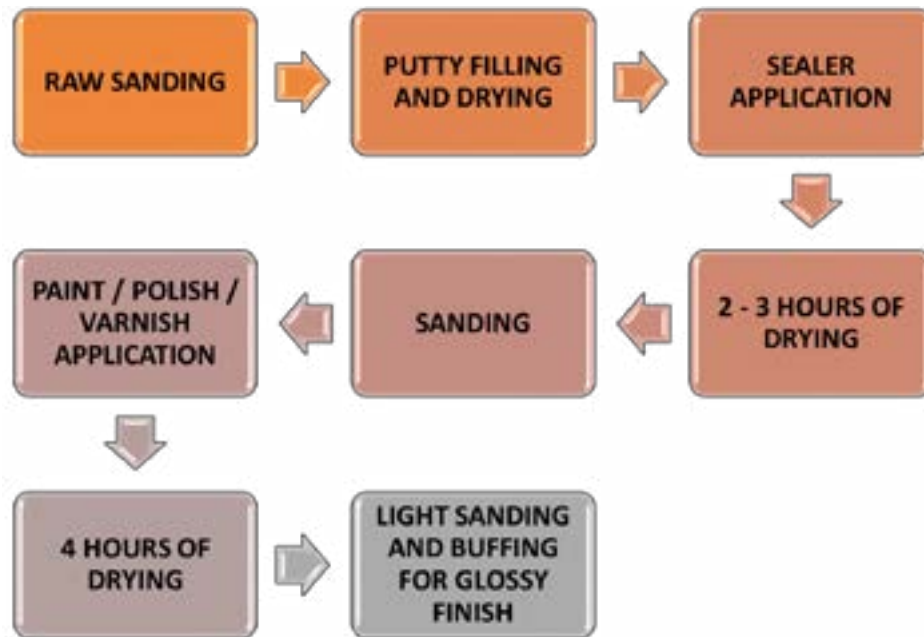 RAW SANDING
PUTTY FILLING
AND DRYING
SEALER
APPLICATION
2 - 3 HOURS OF
DRYING
SANDING
PAINT / POLISH /
VARNISH
APPLICATION
4 HOURS OF
DRYING
LIGHT SANDING
AND BUFFING
FOR GLOSSY
FINISH